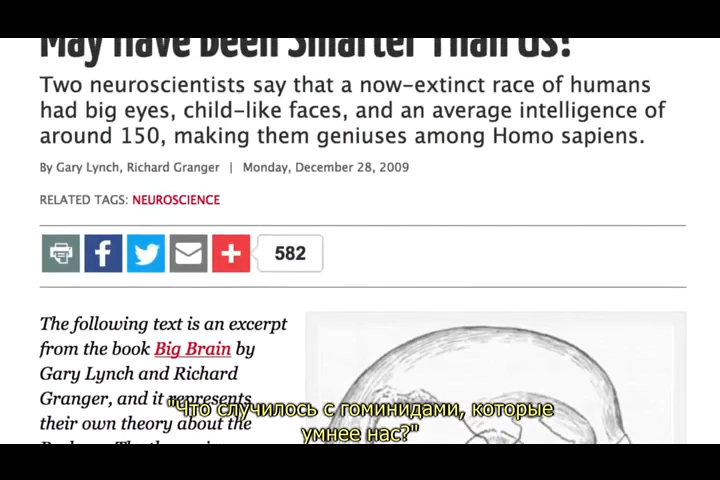 May Have Been Smarter Than Us?
Two neuroscientists say that a now-extinct race of humans
had big eyes, child-like faces, and an average intelligence of
around 150, making them geniuses among Homo sapiens.
By Gary Lynch, Richard Granger | Monday, December 28, 2009
RELATED TAGS: NEUROSCIENCE
582
The following text is an excerpt
from the book Big Brain by
Gary Lynch and Richard
Granger, and it represents
their own theory about the
"Что случилось с гоминидами, которые
умнее нас?"